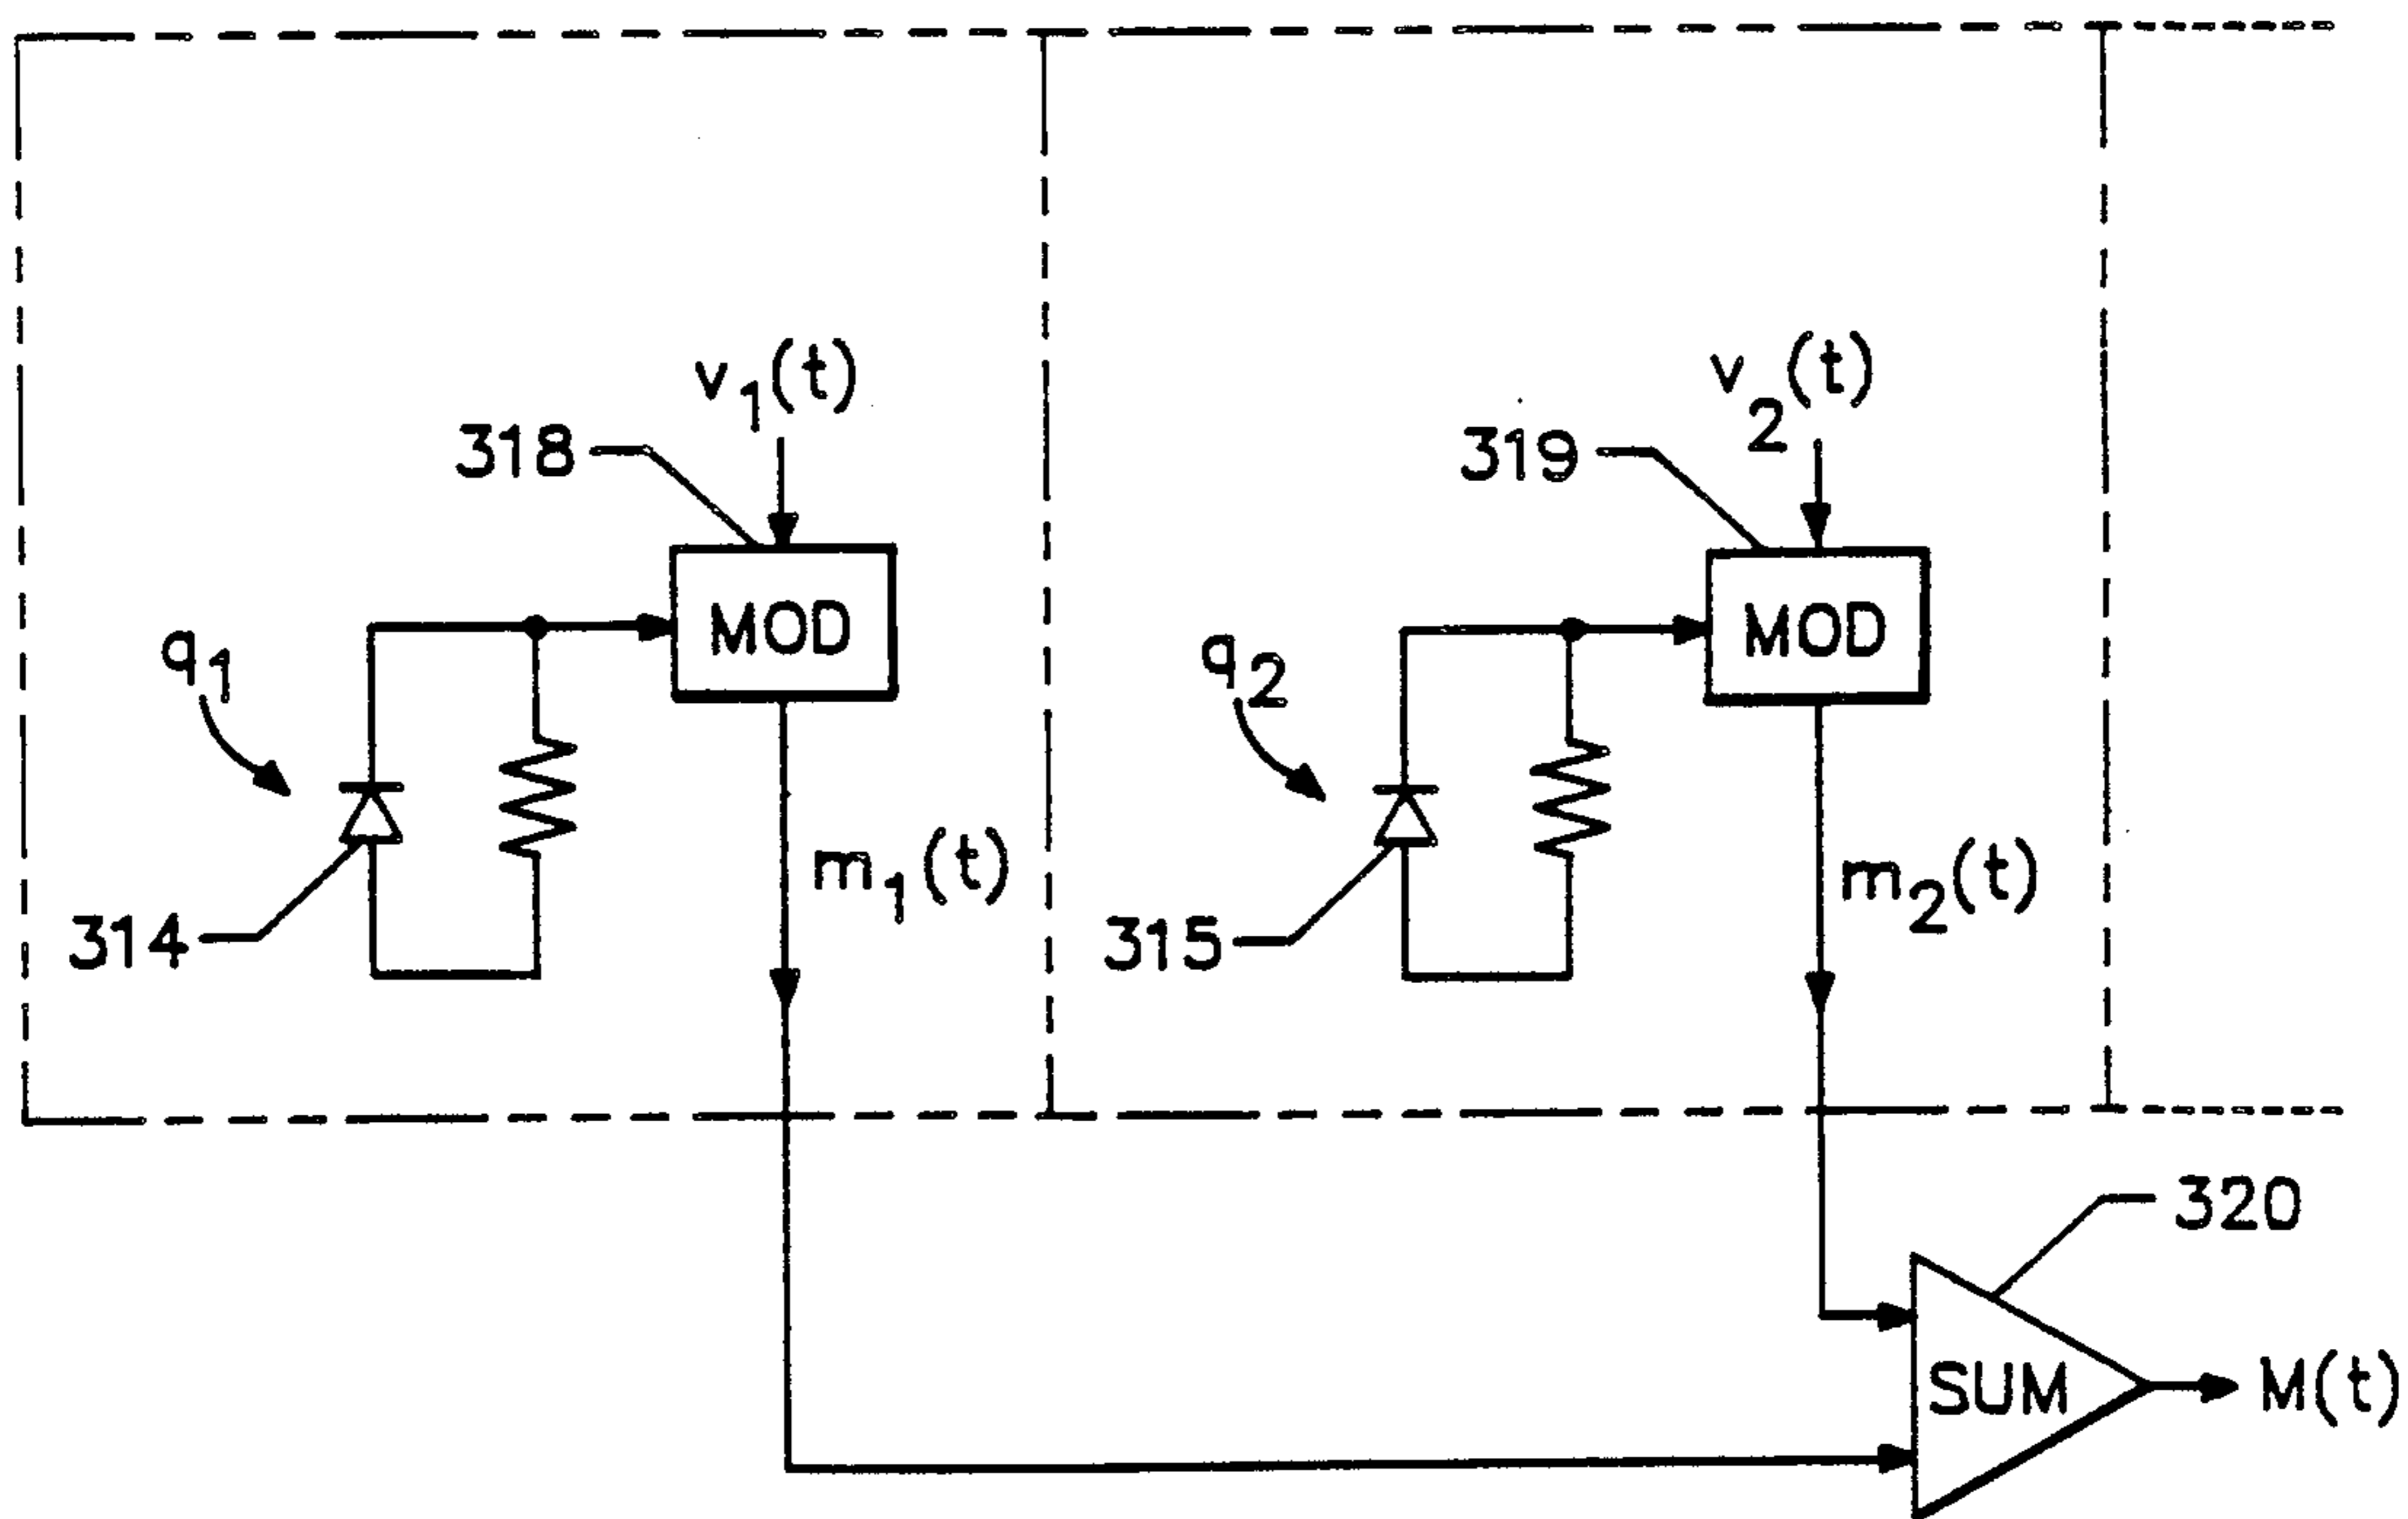 v₁(t)
318
MOD
q₁
314
m₁(t)
v₂(t)
319
MOD
q₂
315
m₂(t)
320
SUM
M(t)